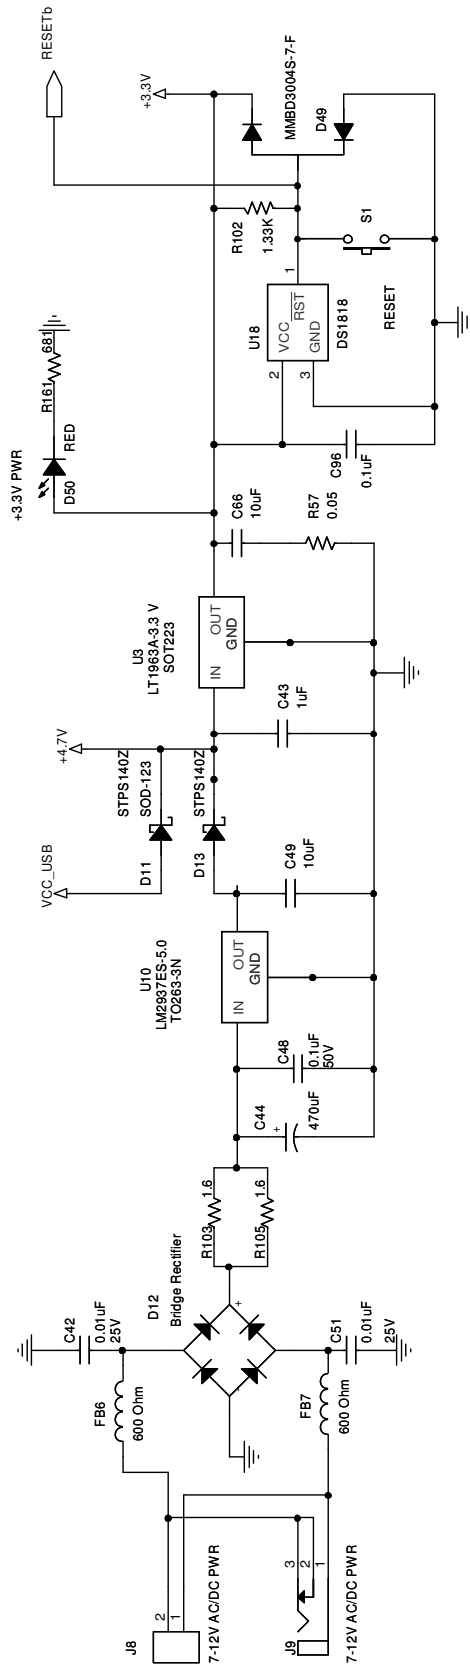 J8
2
1
7-12V AC/DC PWR
J9
3
2
1
7-12V AC/DC PWR
FB6
600 Ohm
FB7
600 Ohm
C42
0.01uF
25V
C51
0.01uF
25V
D12
Bridge Rectifier
+
-
R103
1.6
R105
1.6
C44
+
470uF
C48
0.1uF
50V
U10
LM2937ES-5.0
TO263-3N
IN
OUT
GND
C49
10uF
VCC_USB
D11
STPS140Z
SOD-123
D13
STPS140Z
+4.7V
C43
1uF
U3
LT1963A-3.3 V
SOT223
IN
OUT
GND
C66
10uF
R57
0.05
+3.3V PWR
D50
RED
R161
681
C96
0.1uF
U18
2
VCC
RST
1
3
GND
DS1818
R102
1.33K
RESET
S1
MMBD3004S-7-F
D49
+3.3V
RESETb